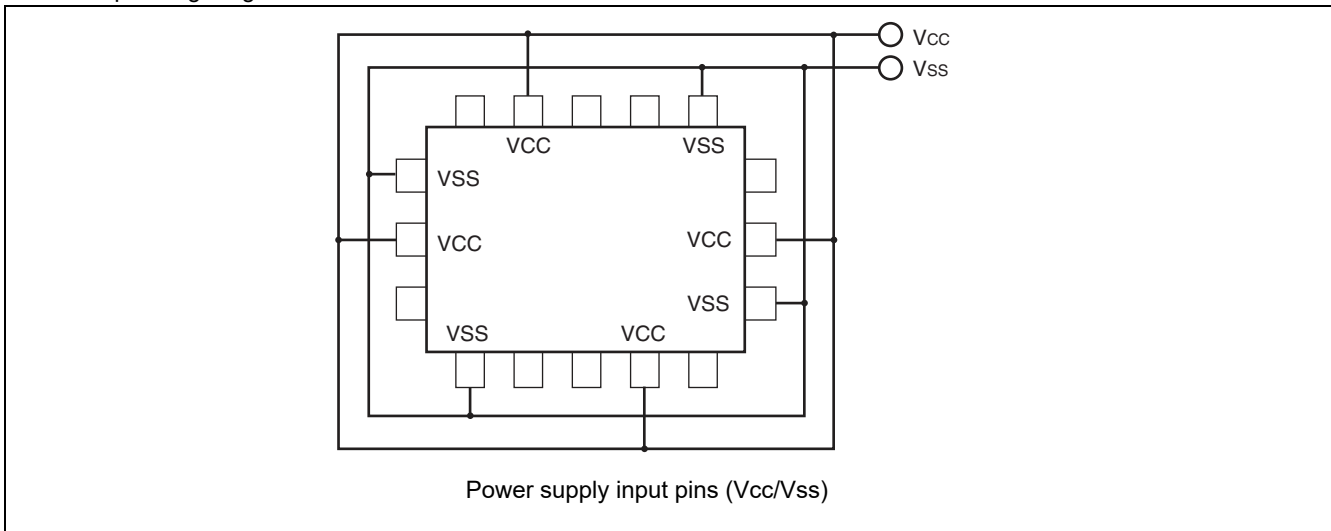 Vcc
Vss
VCC VSS
VSS
VCC VCC
VSS
VSS VCC
Power supply input pins (Vcc/Vss)